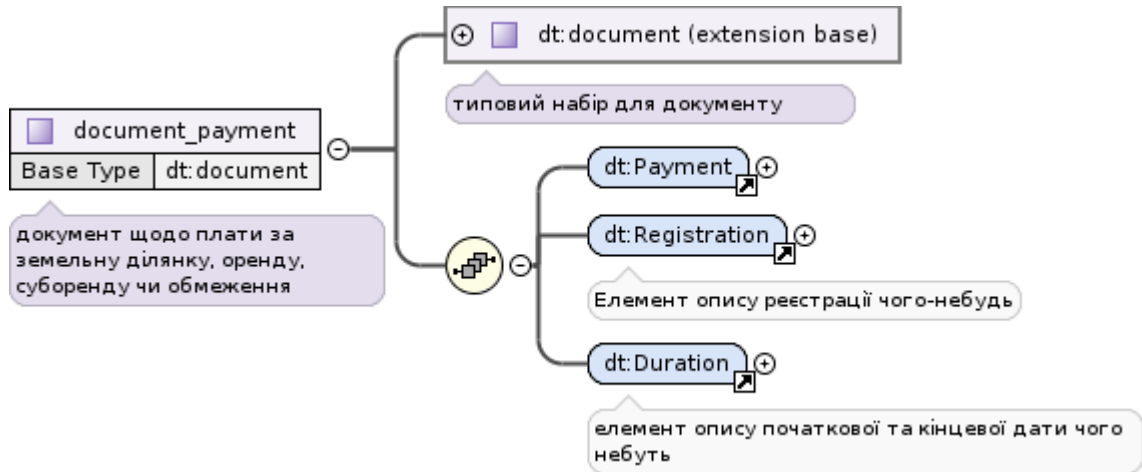 dt:document (extension base)
типовий набір для документу
document_payment
Base Type dt:document
документ щодо плати за
земельну ділянку, оренду,
суборенду чи обмеження
dt:Payment
dt:Registration
Елемент опису реєстрації чого-небудь
dt:Duration
елемент опису початкової та кінцевої дати чого
небуть